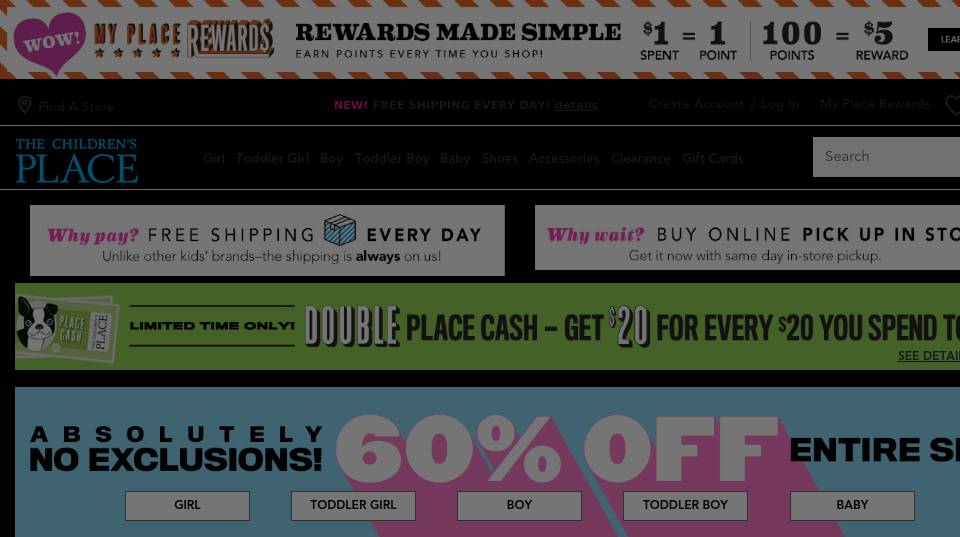 WOW! MY PLACE REWARDS
REWARDS MADE SIMPLE
EARN POINTS EVERY TIME YOU SHOP!
$1 SPENT = 1 POINT
100 POINTS = $5 REWARD
Find A Store
NEW! FREE SHIPPING EVERY DAY! details
Create Account / Log In
My Place Rewards
THE CHILDREN'S
PLACE
Girl Toddler Girl Boy Toddler Boy Baby Shoes Accessories Clearance Gift Cards
Search
Why pay? FREE SHIPPING EVERY DAY
Unlike other kids' brands–the shipping is always on us!
Why wait? BUY ONLINE PICK UP IN
Get it now with same day in-store pickup.
PLACE CASH
THE CHILDREN'S PLACE
LIMITED TIME ONLY!
DOUBLE PLACE CASH – GET $20 FOR EVERY $20 YOU SPEND
SEE
ABSOLUTELY
NO EXCLUSIONS!
60% OFF
ENTIRE
GIRL
TODDLER GIRL
BOY
TODDLER BOY
BABY